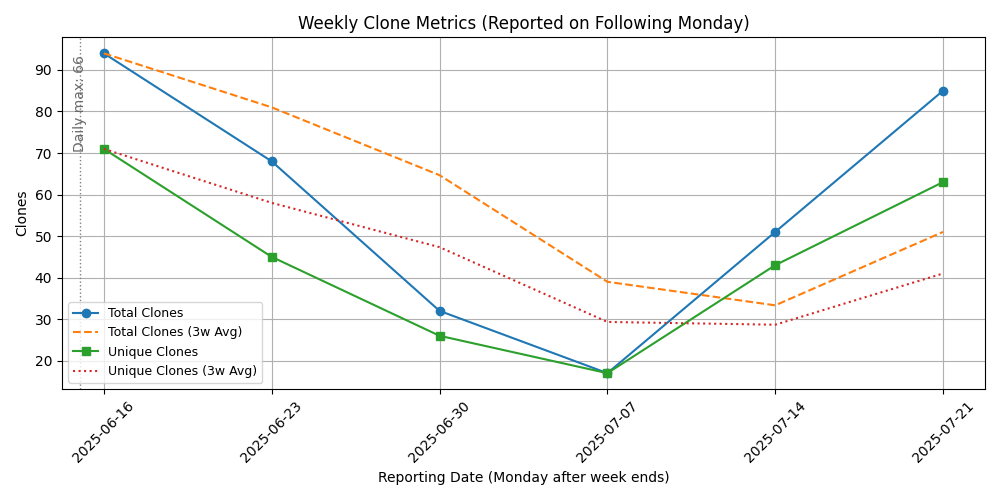 Weekly Clone Metrics (Reported on Following Monday)
Clones
90
80
70
60
50
40
30
20
Daily max: 66
Total Clones
Total Clones (3w Avg)
Unique Clones
Unique Clones (3w Avg)
2025-06-16
2025-06-23
2025-06-30
2025-07-07
2025-07-14
2025-07-21
Reporting Date (Monday after week ends)